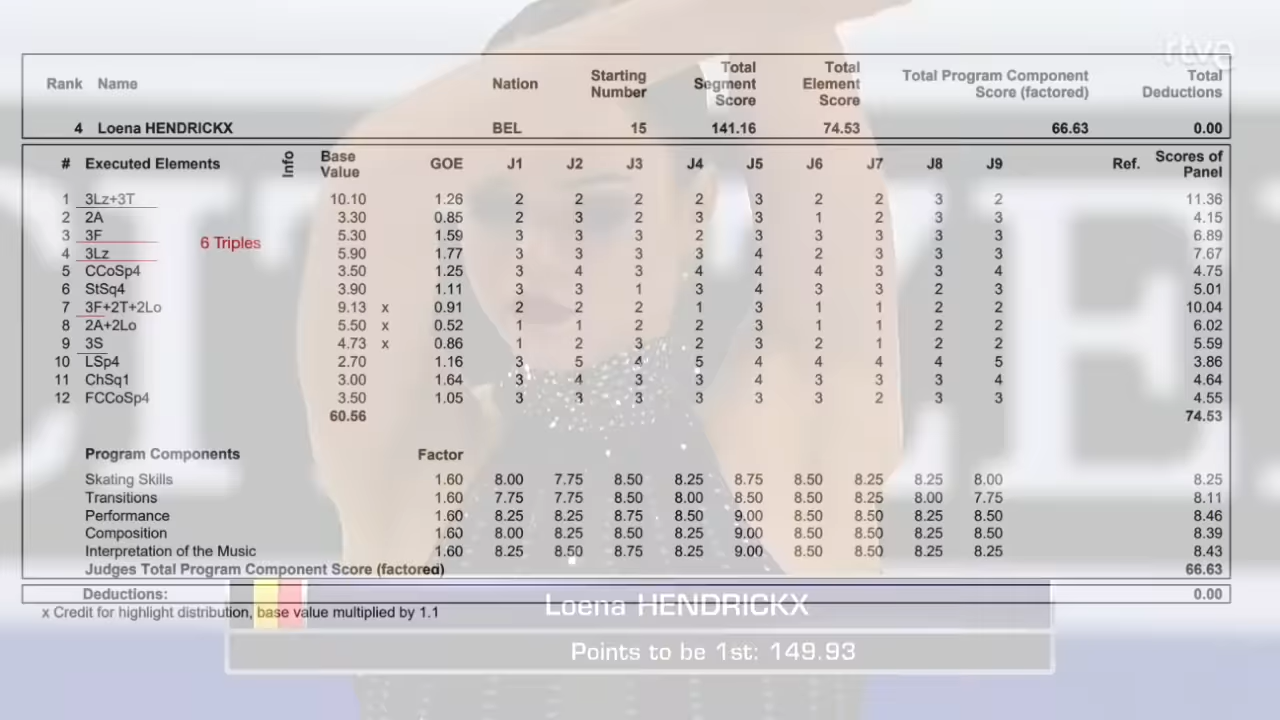 rtve
Rank Name Nation Starting Number Total Segment Score Total Element Score Total Program Component Score (factored) Total Deductions
4 Loena HENDRICKX BEL 15 141.16 74.53 66.63 0.00
# Executed Elements Info Base Value GOE J1 J2 J3 J4 J5 J6 J7 J8 J9 Ref. Scores of Panel
1 3Lz+3T 10.10 1.26 2 2 2 2 3 2 2 3 2 11.36
2 2A 3.30 0.85 2 3 2 3 3 1 2 3 3 4.15
3 3F 5.30 1.59 3 3 3 2 3 3 3 3 3 6.89
6 Triples
4 3Lz 5.90 1.77 3 3 3 3 4 2 3 3 3 7.67
5 CCoSp4 3.50 1.25 3 4 3 4 4 4 3 3 4 4.75
6 StSq4 3.90 1.11 3 3 1 3 4 3 3 2 3 5.01
7 3F+2T+2Lo 9.13 x 0.91 2 2 2 1 3 1 1 2 2 10.04
8 2A+2Lo 5.50 x 0.52 1 1 2 2 3 1 1 2 2 6.02
9 3S 4.73 x 0.86 1 2 3 2 3 2 1 2 2 5.59
10 LSp4 2.70 1.16 3 5 4 5 4 4 4 4 5 3.86
11 ChSq1 3.00 1.64 3 4 3 3 4 3 3 3 4 4.64
12 FCCoSp4 3.50 1.05 3 3 3 3 3 3 2 3 3 4.55
60.56 74.53
Program Components Factor
Skating Skills 1.60 8.00 7.75 8.50 8.25 8.75 8.50 8.25 8.25 8.00 8.25
Transitions 1.60 7.75 7.75 8.50 8.00 8.50 8.50 8.25 8.00 7.75 8.11
Performance 1.60 8.25 8.25 8.75 8.50 9.00 8.50 8.50 8.25 8.50 8.46
Composition 1.60 8.00 8.25 8.50 8.25 9.00 8.50 8.50 8.25 8.50 8.39
Interpretation of the Music 1.60 8.25 8.50 8.75 8.25 9.00 8.50 8.50 8.25 8.25 8.43
Judges Total Program Component Score (factored) 66.63
Deductions: 0.00
x Credit for highlight distribution, base value multiplied by 1.1
Loena HENDRICKX
Points to be 1st: 149.93